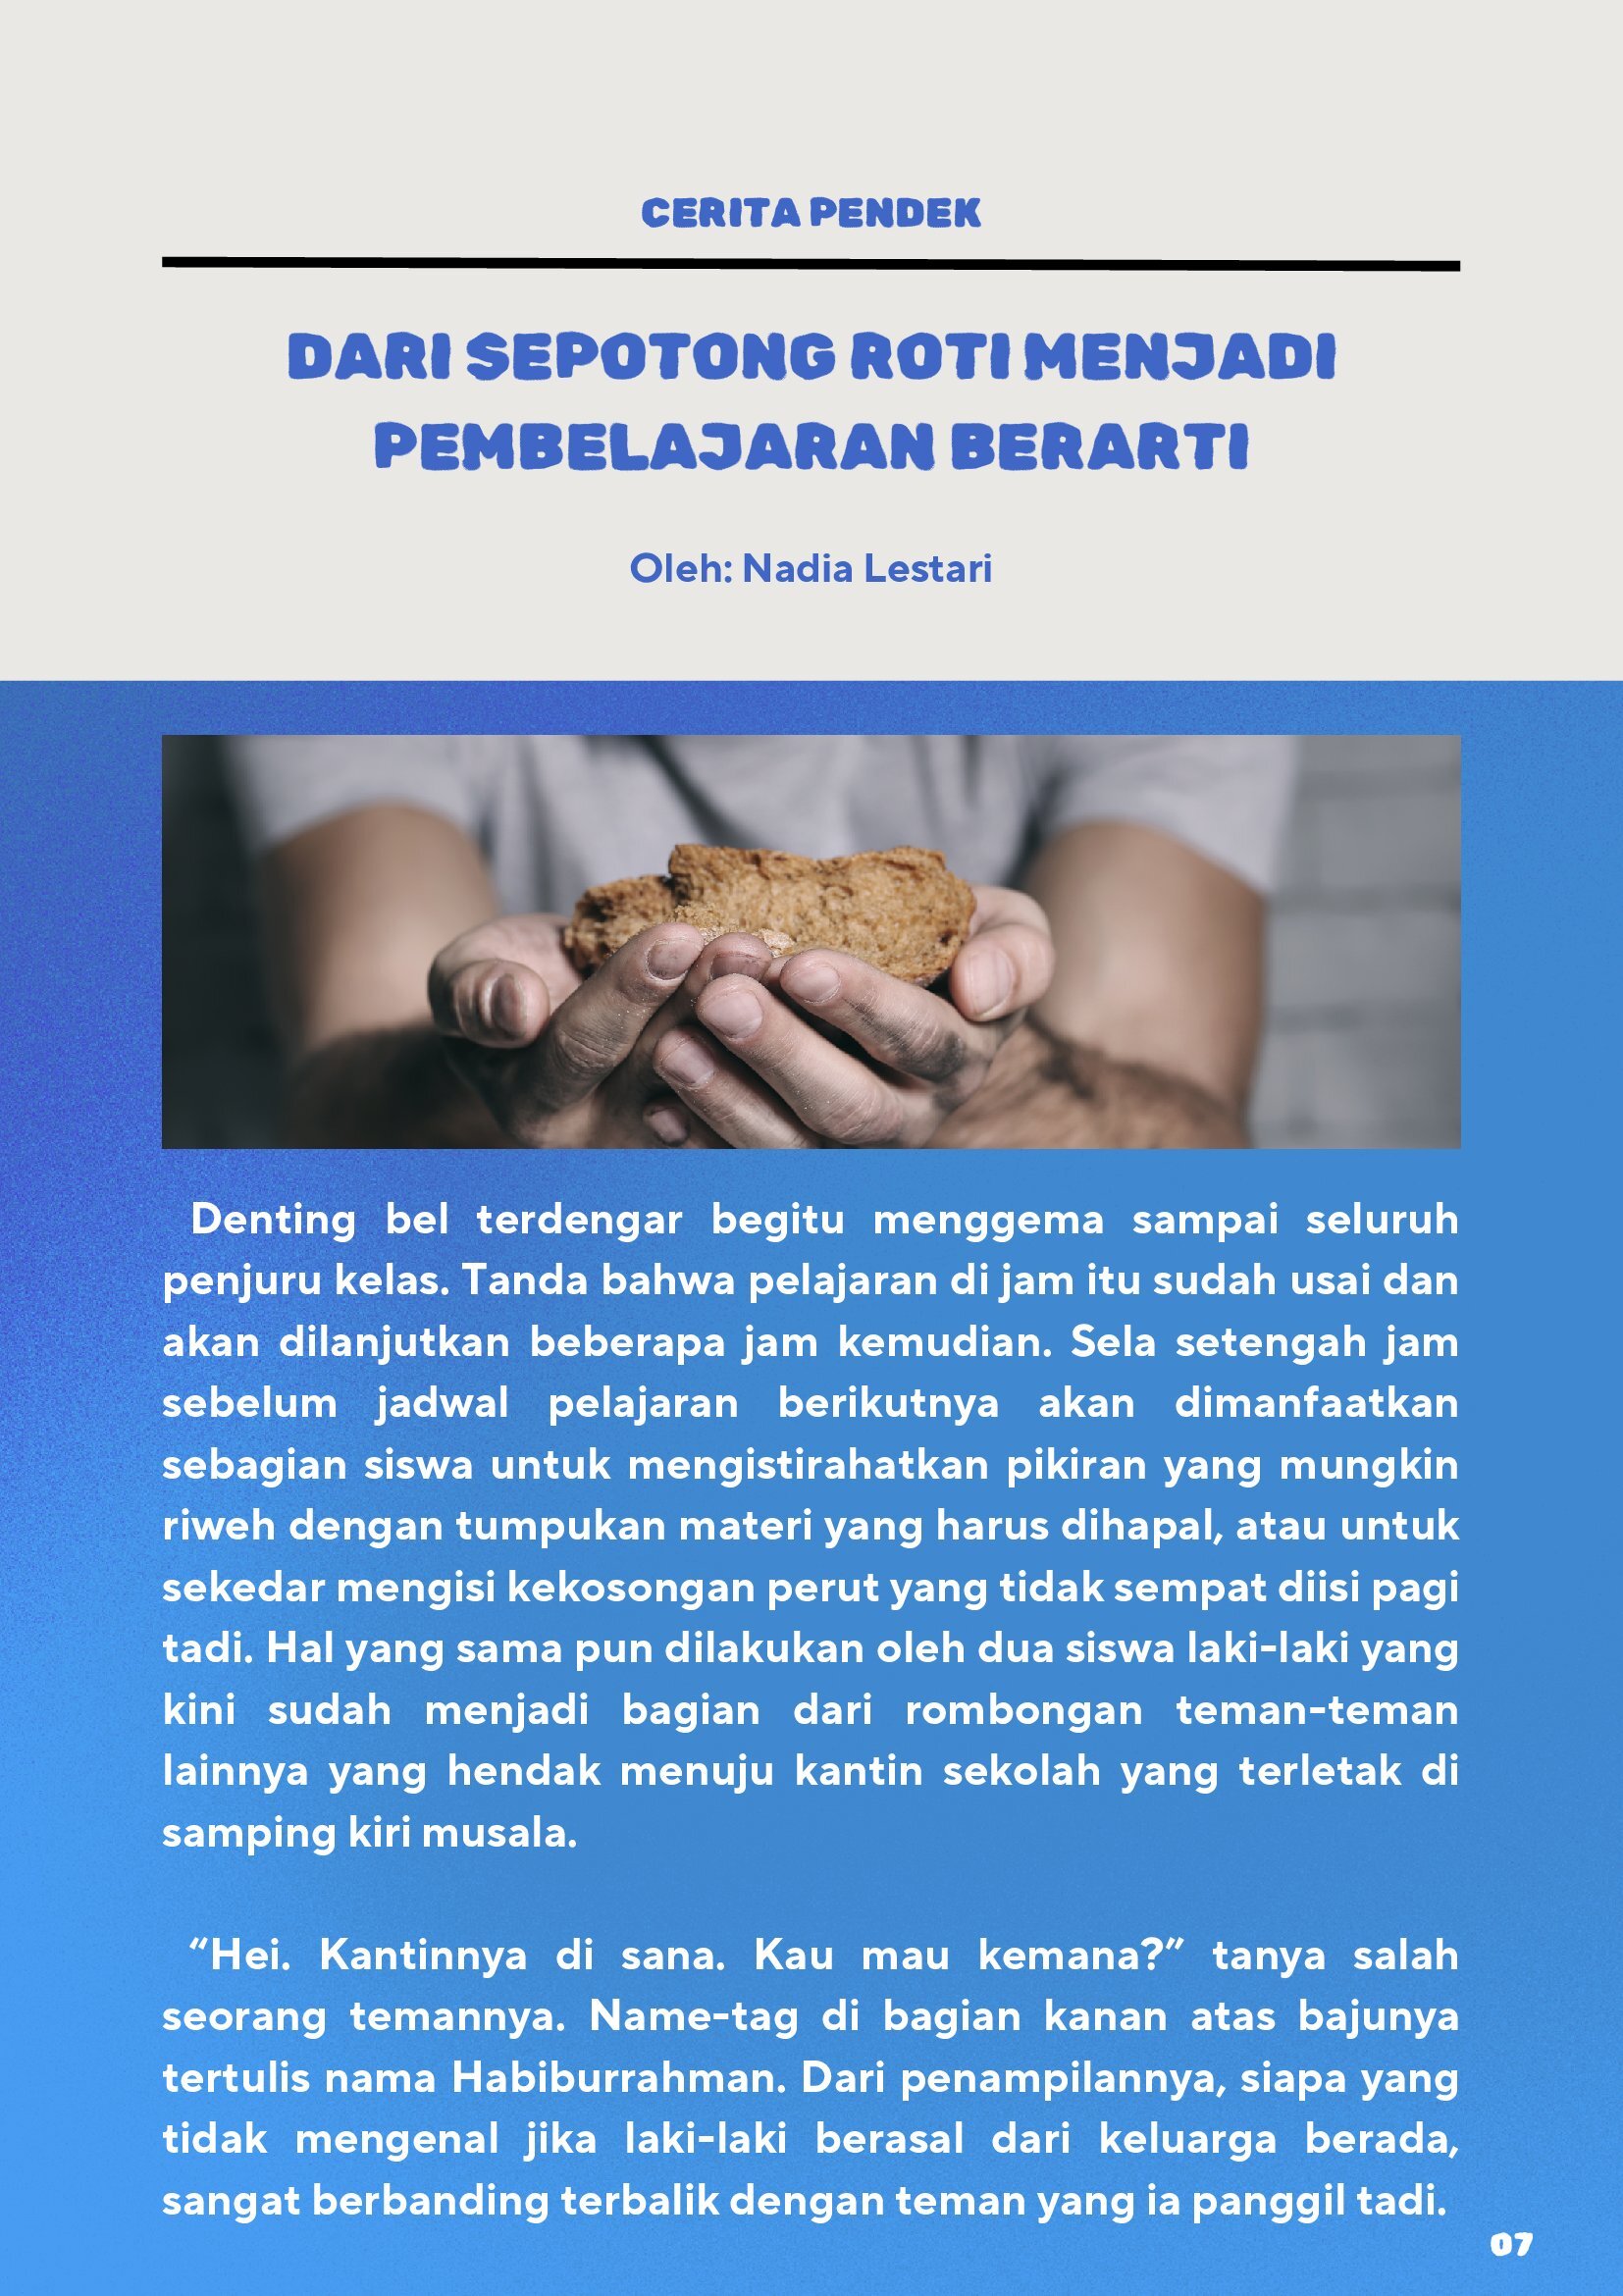 CERITA PENDEK
DARI SEPOTONG ROTI MENJADI
PEMBELAJARAN BERARTI
Oleh: Nadia Lestari
Denting bel terdengar begitu menggema sampai seluruh
penjuru kelas. Tanda bahwa pelajaran di jam itu sudah usai dan
akan dilanjutkan beberapa jam kemudian. Sela setengah jam
sebelum jadwal pelajaran berikutnya akan dimanfaatkan
sebagian siswa untuk mengistirahatkan pikiran yang mungkin
riweh dengan tumpukan materi yang harus dihapal, atau untuk
sekedar mengisi kekosongan perut yang tidak sempat diisi pagi
tadi. Hal yang sama pun dilakukan oleh dua siswa laki-laki yang
kini sudah menjadi bagian dari rombongan teman-teman
lainnya yang hendak menuju kantin sekolah yang terletak di
samping kiri musala.
“Hei. Kantinnya di sana. Kau mau kemana?” tanya salah
seorang temannya. Name-tag di bagian kanan atas bajunya
tertulis nama Habiburrahman. Dari penampilannya, siapa yang
tidak mengenal jika laki-laki berasal dari keluarga berada,
sangat berbanding terbalik dengan teman yang ia panggil tadi.
07